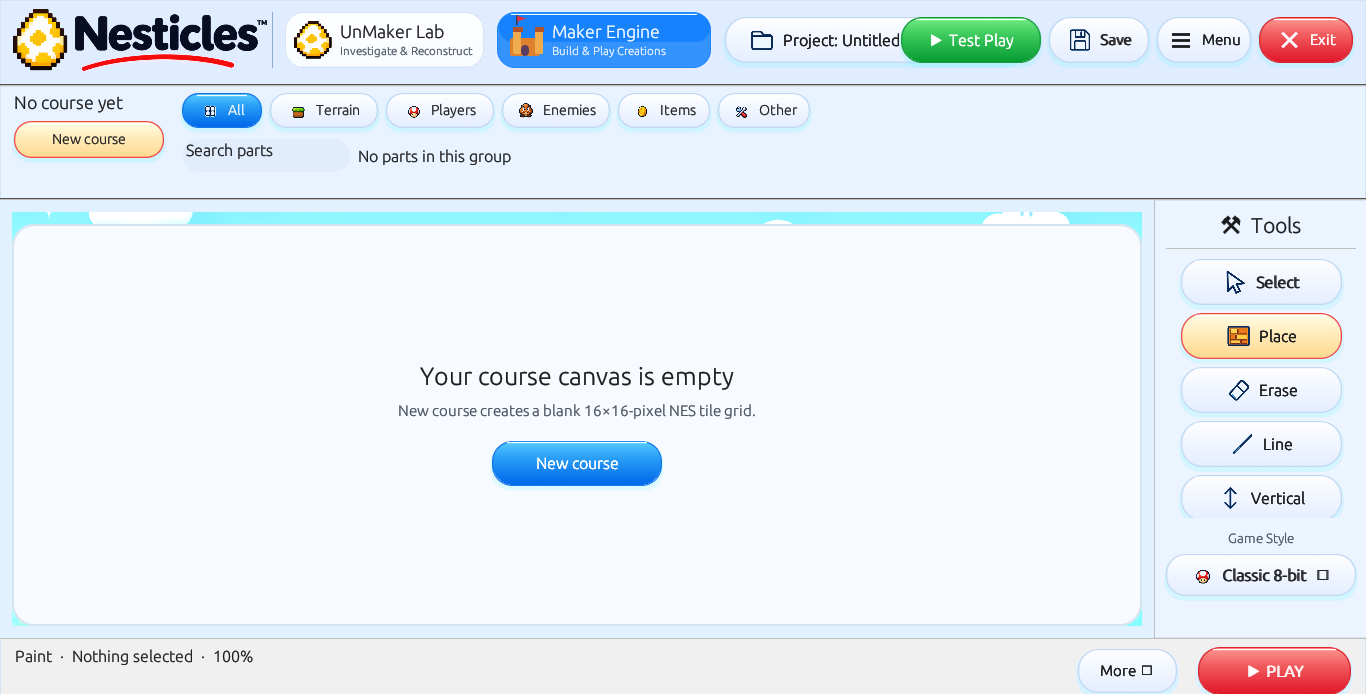 Nesticles™
UnMaker Lab
Investigate & Reconstruct
Maker Engine
Build & Play Creations
Project: Untitled
Test Play
Save
Menu
Exit
No course yet
New course
All
Terrain
Players
Enemies
Items
Other
Search parts
No parts in this group
Tools
Select
Place
Erase
Line
Vertical
Game Style
Classic 8-bit
Your course canvas is empty
New course creates a blank 16×16-pixel NES tile grid.
New course
Paint · Nothing selected · 100%
More
PLAY